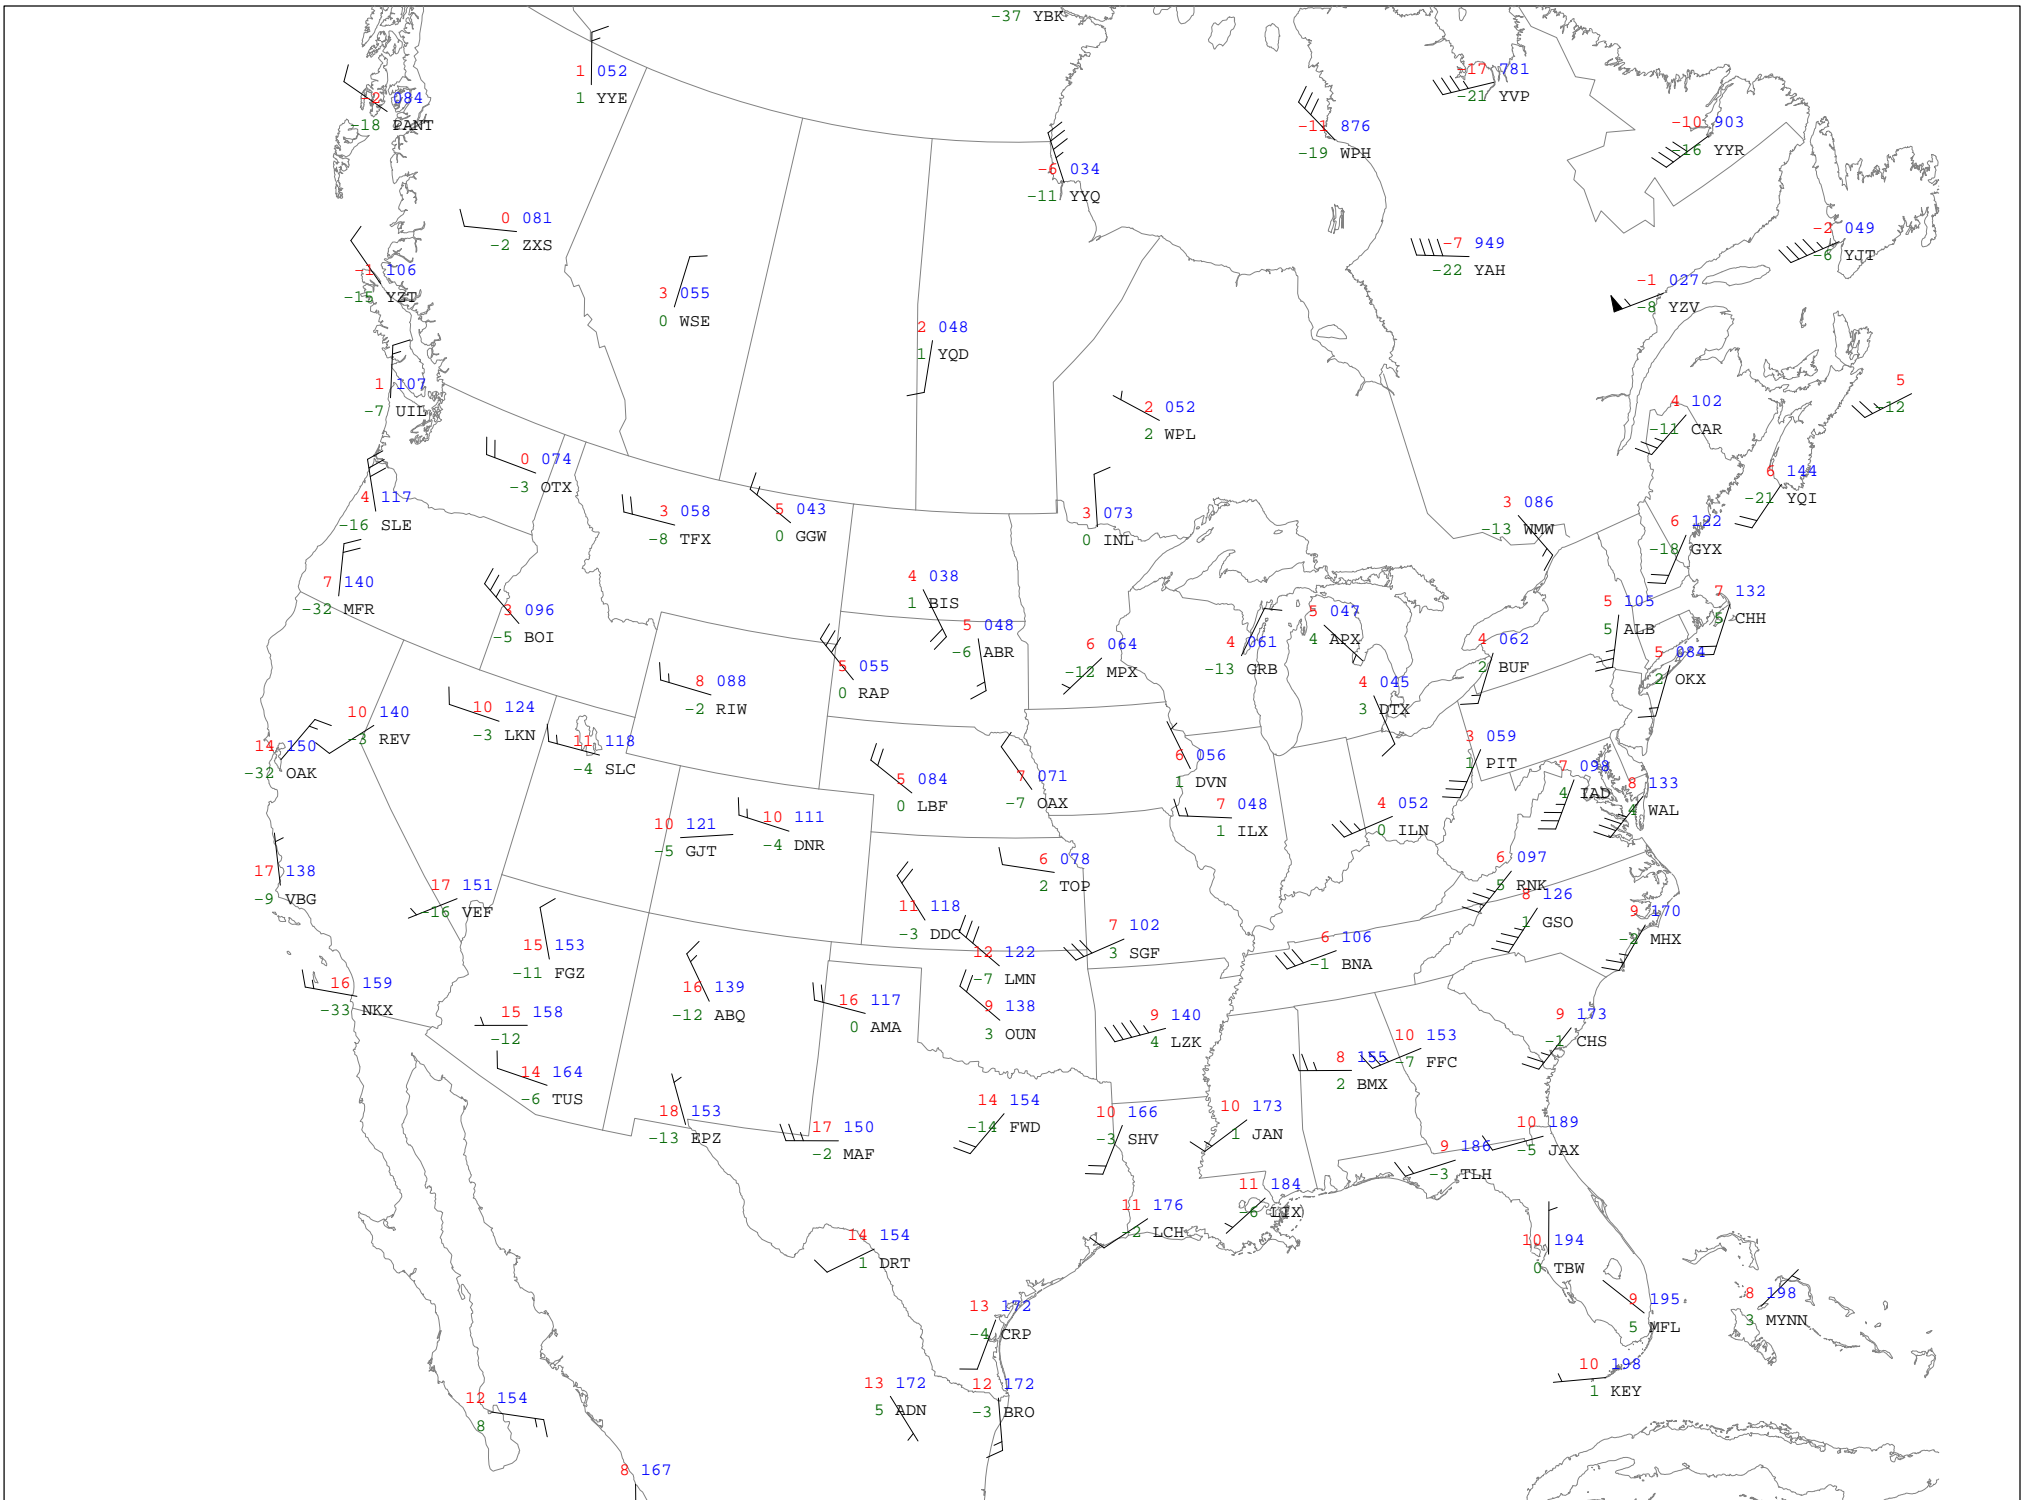 -37 YBK
1 052
1 YYE
-17 781
-21 YVP
-2 084
-18 PANT
-11 876
-19 WPH
-10 903
-16 YYR
-6 034
-11 YYQ
0 081
-2 ZXS
-7 949
-22 YAH
-2 049
-6 YJT
-1 106
-15 YZT
3 055
0 WSE
-1 027
-8 YZV
2 048
1 YQD
1 107
-7 UIL
2 052
2 WPL
4 102
-11 CAR
5
-12
0 074
-3 OTX
6 144
-21 YQI
4 117
-16 SLE
3 058
-8 TFX
5 043
0 GGW
3 073
0 INL
3 086
-13 WMW
6 122
-18 GYX
7 140
-32 MFR
3 096
-5 BOI
4 038
1 BIS
5 048
-6 ABR
6 064
-12 MPX
4 061
-13 GRB
5 047
4 APX
4 062
2 BUF
5 105
5 ALB
7 132
5 CHH
5 084
2 OKX
8 088
-2 RIW
5 055
0 RAP
4 045
3 DTX
10 140
-3 REV
10 124
-3 LKN
14 150
-32 OAK
11 118
-4 SLC
3 059
1 PIT
5 084
0 LBF
7 071
-7 OAX
6 056
1 DVN
7 098
4 IAD
8 133
4 WAL
7 048
1 ILX
4 052
0 ILN
10 121
-5 GJT
10 111
-4 DNR
6 078
2 TOP
6 097
5 RNK
17 138
-9 VBG
17 151
-16 VEF
11 118
-3 DDC
8 126
1 GSO
9 170
-2 MHX
15 153
-11 FGZ
12 122
-7 LMN
7 102
3 SGF
6 106
-1 BNA
16 159
-33 NKX
16 139
-12 ABQ
16 117
0 AMA
9 138
3 OUN
15 158
-12
9 140
4 LZK
10 153
-7 FFC
9 173
-1 CHS
8 155
2 BMX
14 164
-6 TUS
18 153
-13 EPZ
17 150
-2 MAF
14 154
-14 FWD
10 166
-3 SHV
10 173
1 JAN
10 189
-5 JAX
9 186
-3 TLH
11 184
-6 LIX
11 176
-2 LCH
14 154
1 DRT
10 194
0 TBW
13 172
-4 CRP
9 195
5 MFL
8 198
3 MYNN
10 198
1 KEY
13 172
5 ADN
12 172
-3 BRO
12 154
8
8 167